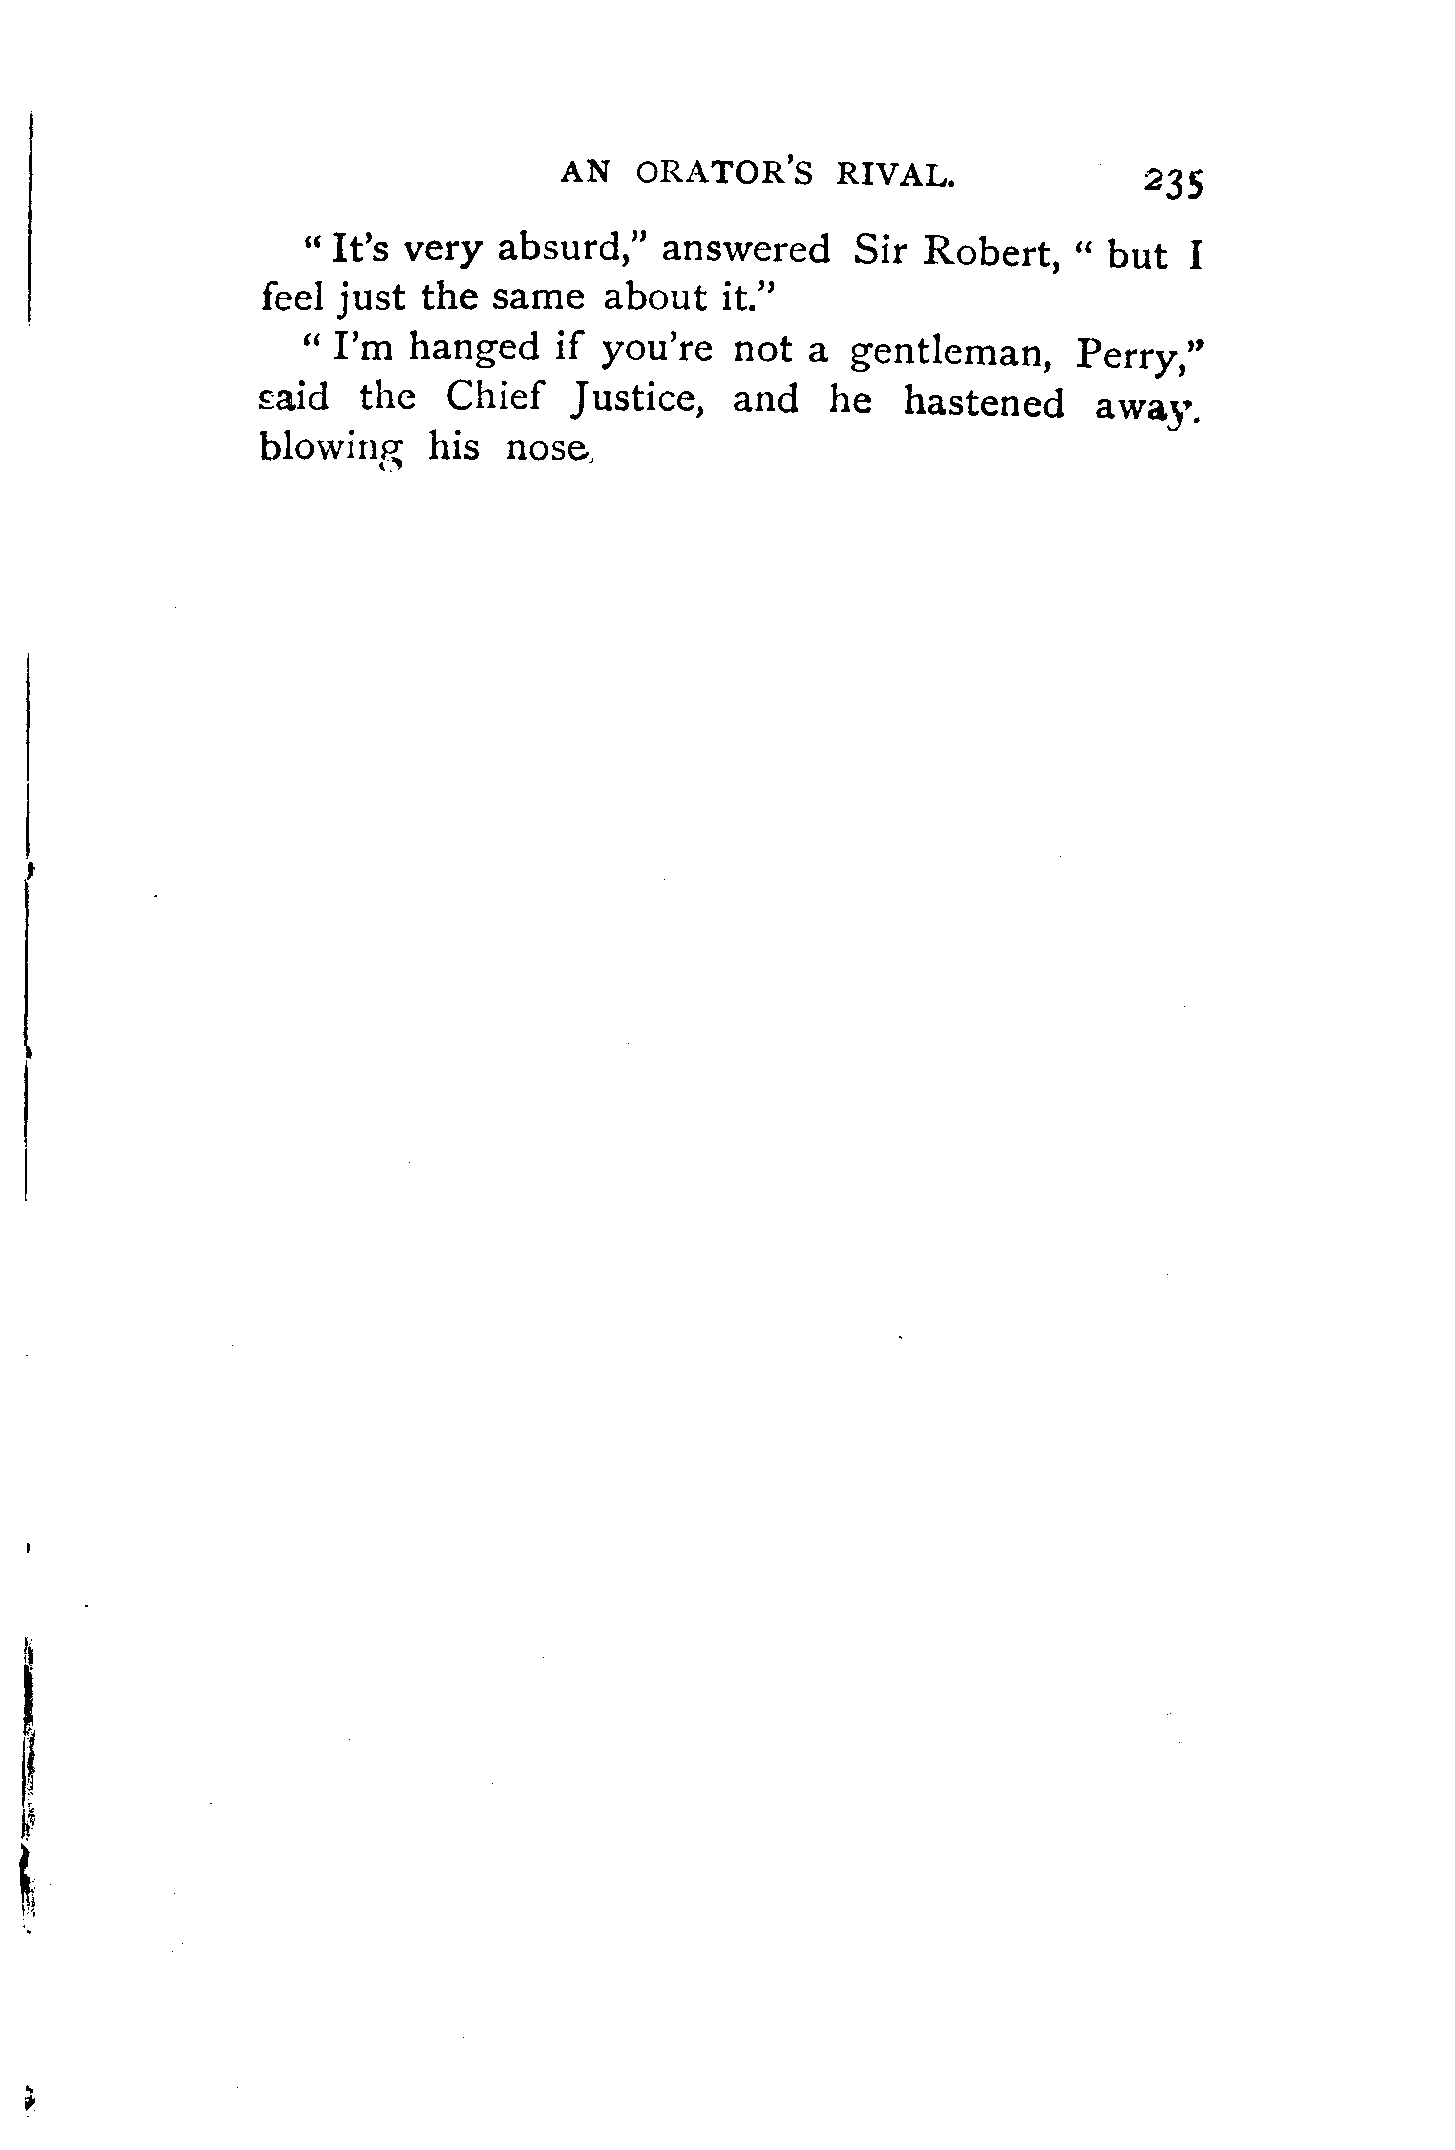 AN ORATOR'S RIVAL. 235
“ It's very absurd,” answered Sir Robert, “ but I
feel just the same about it.”
“ I'm hanged if you're not a gentleman, Perry,”
said the Chief Justice, and he hastened away.
blowing his nose,